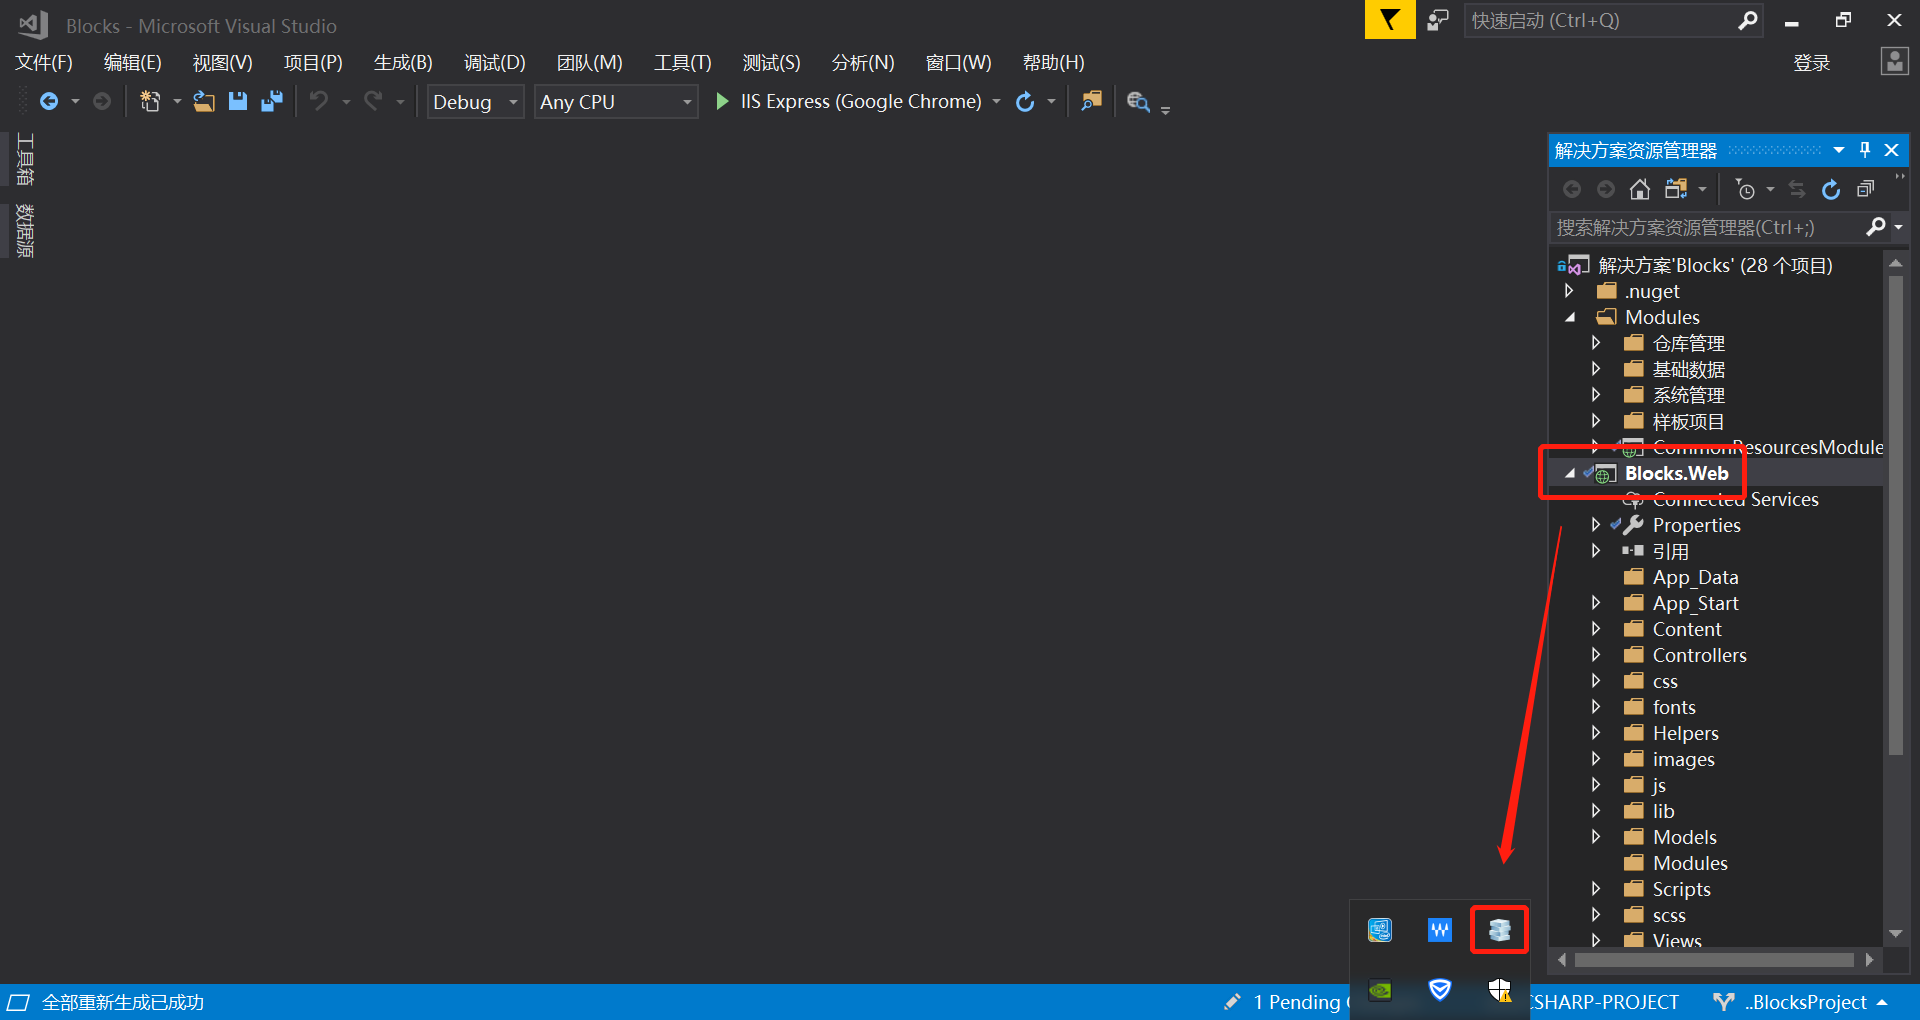 Blocks - Microsoft Visual Studio
快速启动 (Ctrl+Q)
文件(F) 编辑(E) 视图(V) 项目(P) 生成(B) 调试(D) 团队(M) 工具(T) 测试(S) 分析(N) 窗口(W) 帮助(H) 登录
Debug Any CPU IIS Express (Google Chrome)
工具箱
数据源
解决方案资源管理器
搜索解决方案资源管理器(Ctrl+;)
解决方案'Blocks' (28 个项目)
.nuget
Modules
仓库管理
基础数据
系统管理
样板项目
CommonResourcesModule
Blocks.Web
Connected Services
Properties
引用
App_Data
App_Start
Content
Controllers
css
fonts
Helpers
images
js
lib
Models
Modules
Scripts
scss
Views
全部重新生成已成功 1 Pending CSHARP-PROJECT ..BlocksProject